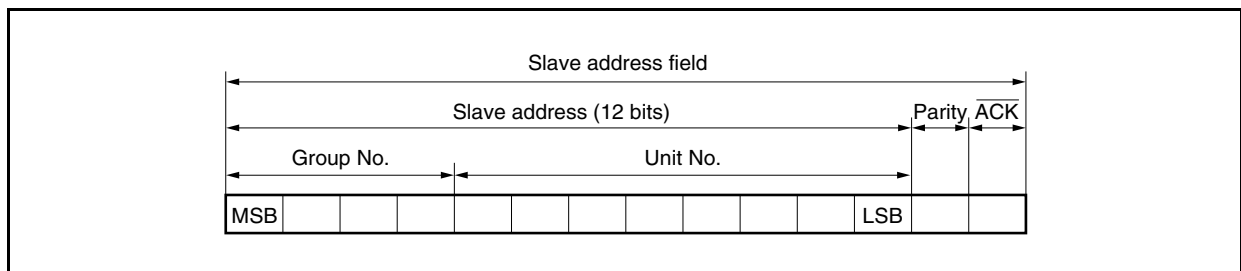 Slave address field
Slave address (12 bits) Parity ACK
Group No. Unit No.
MSB LSB